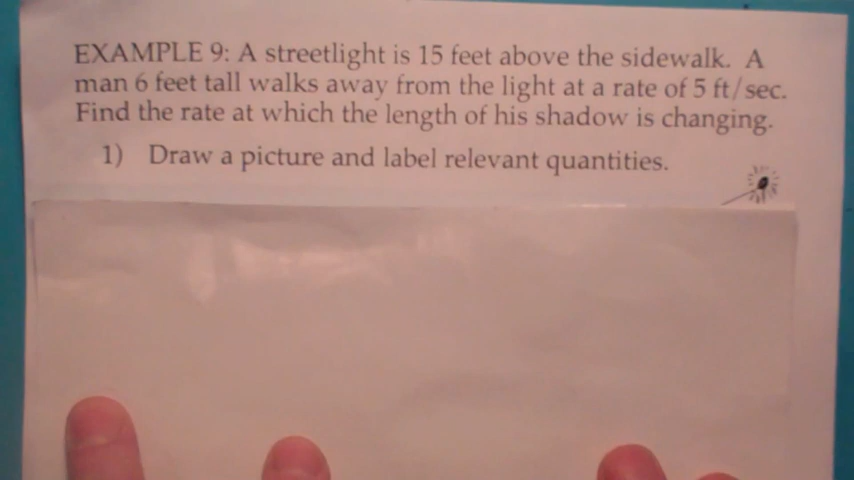 EXAMPLE 9: A streetlight is 15 feet above the sidewalk. A
man 6 feet tall walks away from the light at a rate of 5 ft/sec.
Find the rate at which the length of his shadow is changing.
1) Draw a picture and label relevant quantities.